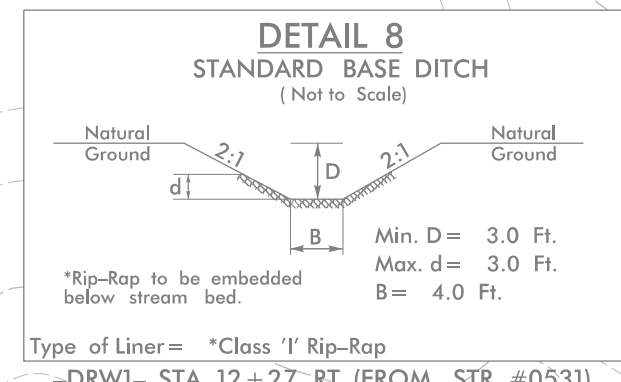 DETAIL 8
STANDARD BASE DITCH
( Not to Scale)
Natural
Ground
2:1
D
2:1
Natural
Ground
d
B
Min. D = 3.0 Ft.
Max. d = 3.0 Ft.
B = 4.0 Ft.
*Rip-Rap to be embedded
below stream bed.
Type of Liner = *Class 'I' Rip-Rap
-DRW1- STA 12+27 RT (FROM STR #0531)